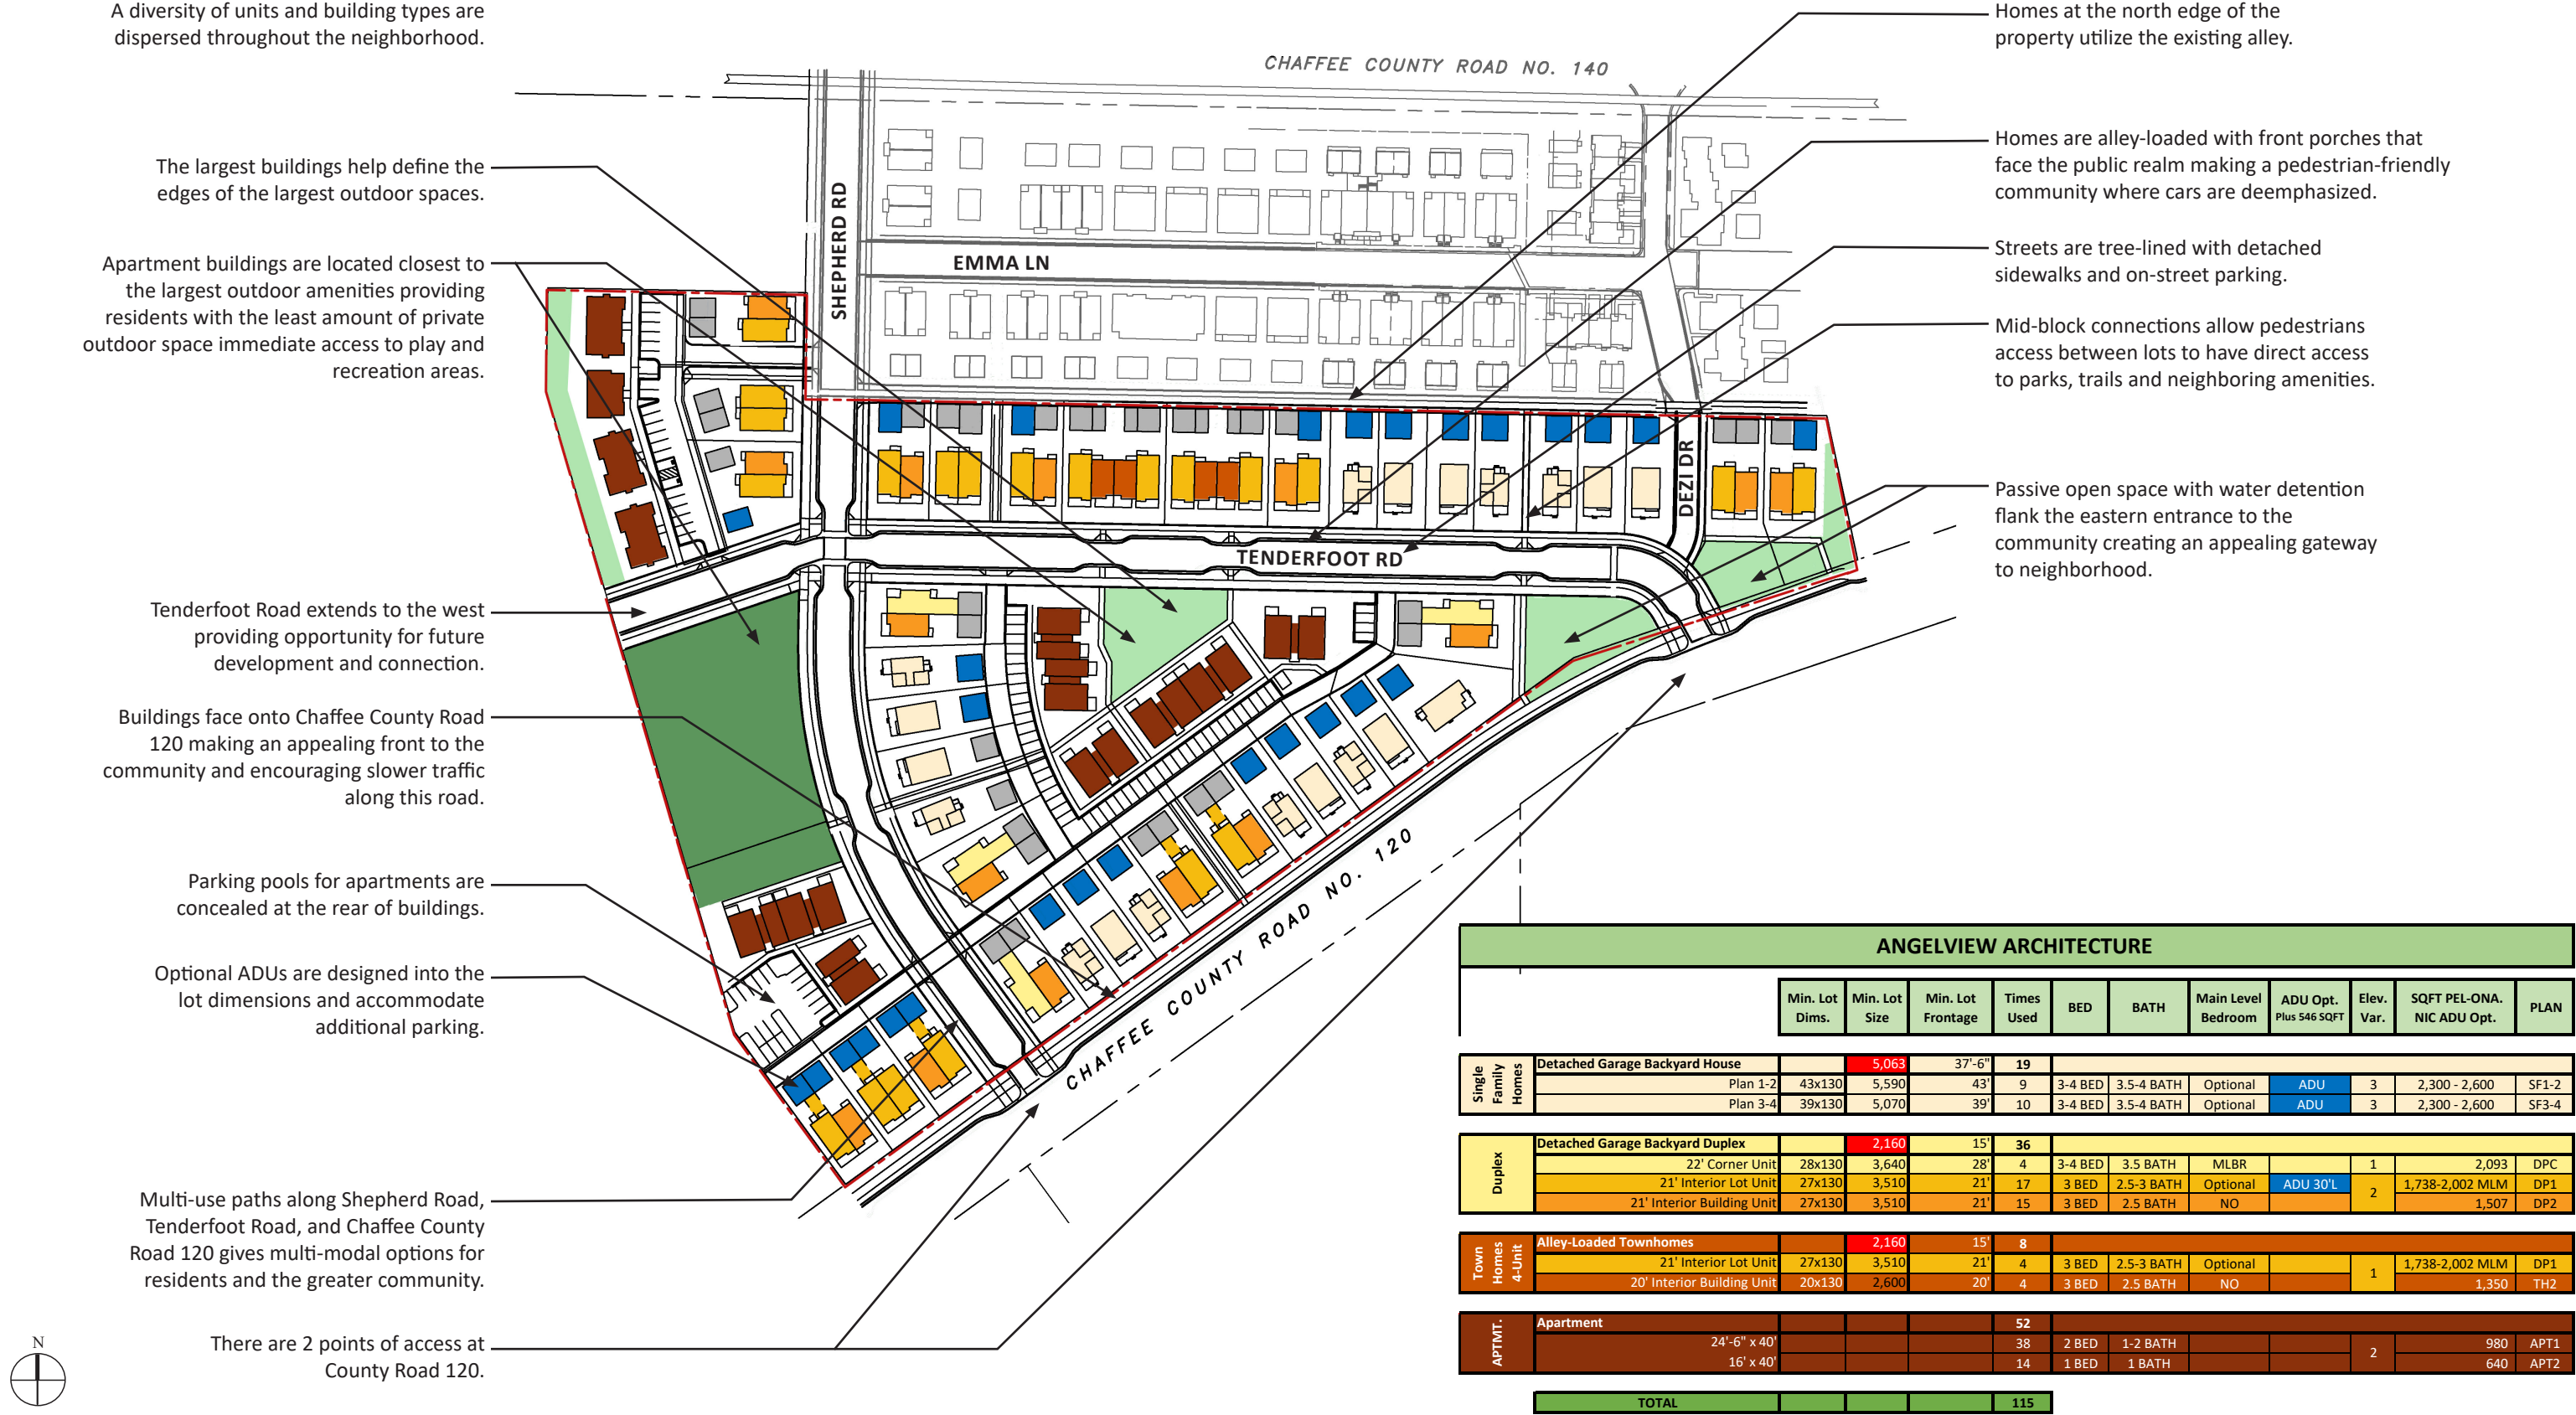 A diversity of units and building types are
dispersed throughout the neighborhood.
The largest buildings help define the
edges of the largest outdoor spaces.
Apartment buildings are located closest to
the largest outdoor amenities providing
residents with the least amount of private
outdoor space immediate access to play and
recreation areas.
Tenderfoot Road extends to the west
providing opportunity for future
development and connection.
Buildings face onto Chaffee County Road
120 making an appealing front to the
community and encouraging slower traffic
along this road.
Parking pools for apartments are
concealed at the rear of buildings.
Optional ADUs are designed into the
lot dimensions and accommodate
additional parking.
Multi-use paths along Shepherd Road,
Tenderfoot Road, and Chaffee County
Road 120 gives multi-modal options for
residents and the greater community.
There are 2 points of access at
County Road 120.
N
CHAFFEE COUNTY ROAD NO. 140
SHEPHERD RD
EMMA LN
DEZI DR
TENDERFOOT RD
CHAFFEE COUNTY ROAD NO. 120
Homes at the north edge of the
property utilize the existing alley.
Homes are alley-loaded with front porches that
face the public realm making a pedestrian-friendly
community where cars are deemphasized.
Streets are tree-lined with detached
sidewalks and on-street parking.
Mid-block connections allow pedestrians
access between lots to have direct access
to parks, trails and neighboring amenities.
Passive open space with water detention
flank the eastern entrance to the
community creating an appealing gateway
to neighborhood.
ANGELVIEW ARCHITECTURE
Min. Lot Dims. Min. Lot Size Min. Lot Frontage Times Used BED BATH Main Level Bedroom ADU Opt. Plus 546 SQFT Elev. Var. SQFT PEL-ONA. NIC ADU Opt. PLAN
Single Family Homes
Detached Garage Backyard House 5,063 37'-6" 19
Plan 1-2 43x130 5,590 43' 9 3-4 BED 3.5-4 BATH Optional ADU 3 2,300 - 2,600 SF1-2
Plan 3-4 39x130 5,070 39' 10 3-4 BED 3.5-4 BATH Optional ADU 3 2,300 - 2,600 SF3-4
Duplex
Detached Garage Backyard Duplex 2,160 15' 36
22' Corner Unit 28x130 3,640 28' 4 3-4 BED 3.5 BATH MLBR 1 2,093 DPC
21' Interior Lot Unit 27x130 3,510 21' 17 3 BED 2.5-3 BATH Optional ADU 30'L 2 1,738-2,002 MLM DP1
21' Interior Building Unit 27x130 3,510 21' 15 3 BED 2.5 BATH NO 1,507 DP2
Town Homes 4-Unit
Alley-Loaded Townhomes 2,160 15' 8
21' Interior Lot Unit 27x130 3,510 21' 4 3 BED 2.5-3 BATH Optional 1 1,738-2,002 MLM DP1
20' Interior Building Unit 20x130 2,600 20' 4 3 BED 2.5 BATH NO 1,350 TH2
APTMT.
Apartment 52
24'-6" x 40' 38 2 BED 1-2 BATH 2 980 APT1
16' x 40' 14 1 BED 1 BATH 640 APT2
TOTAL 115